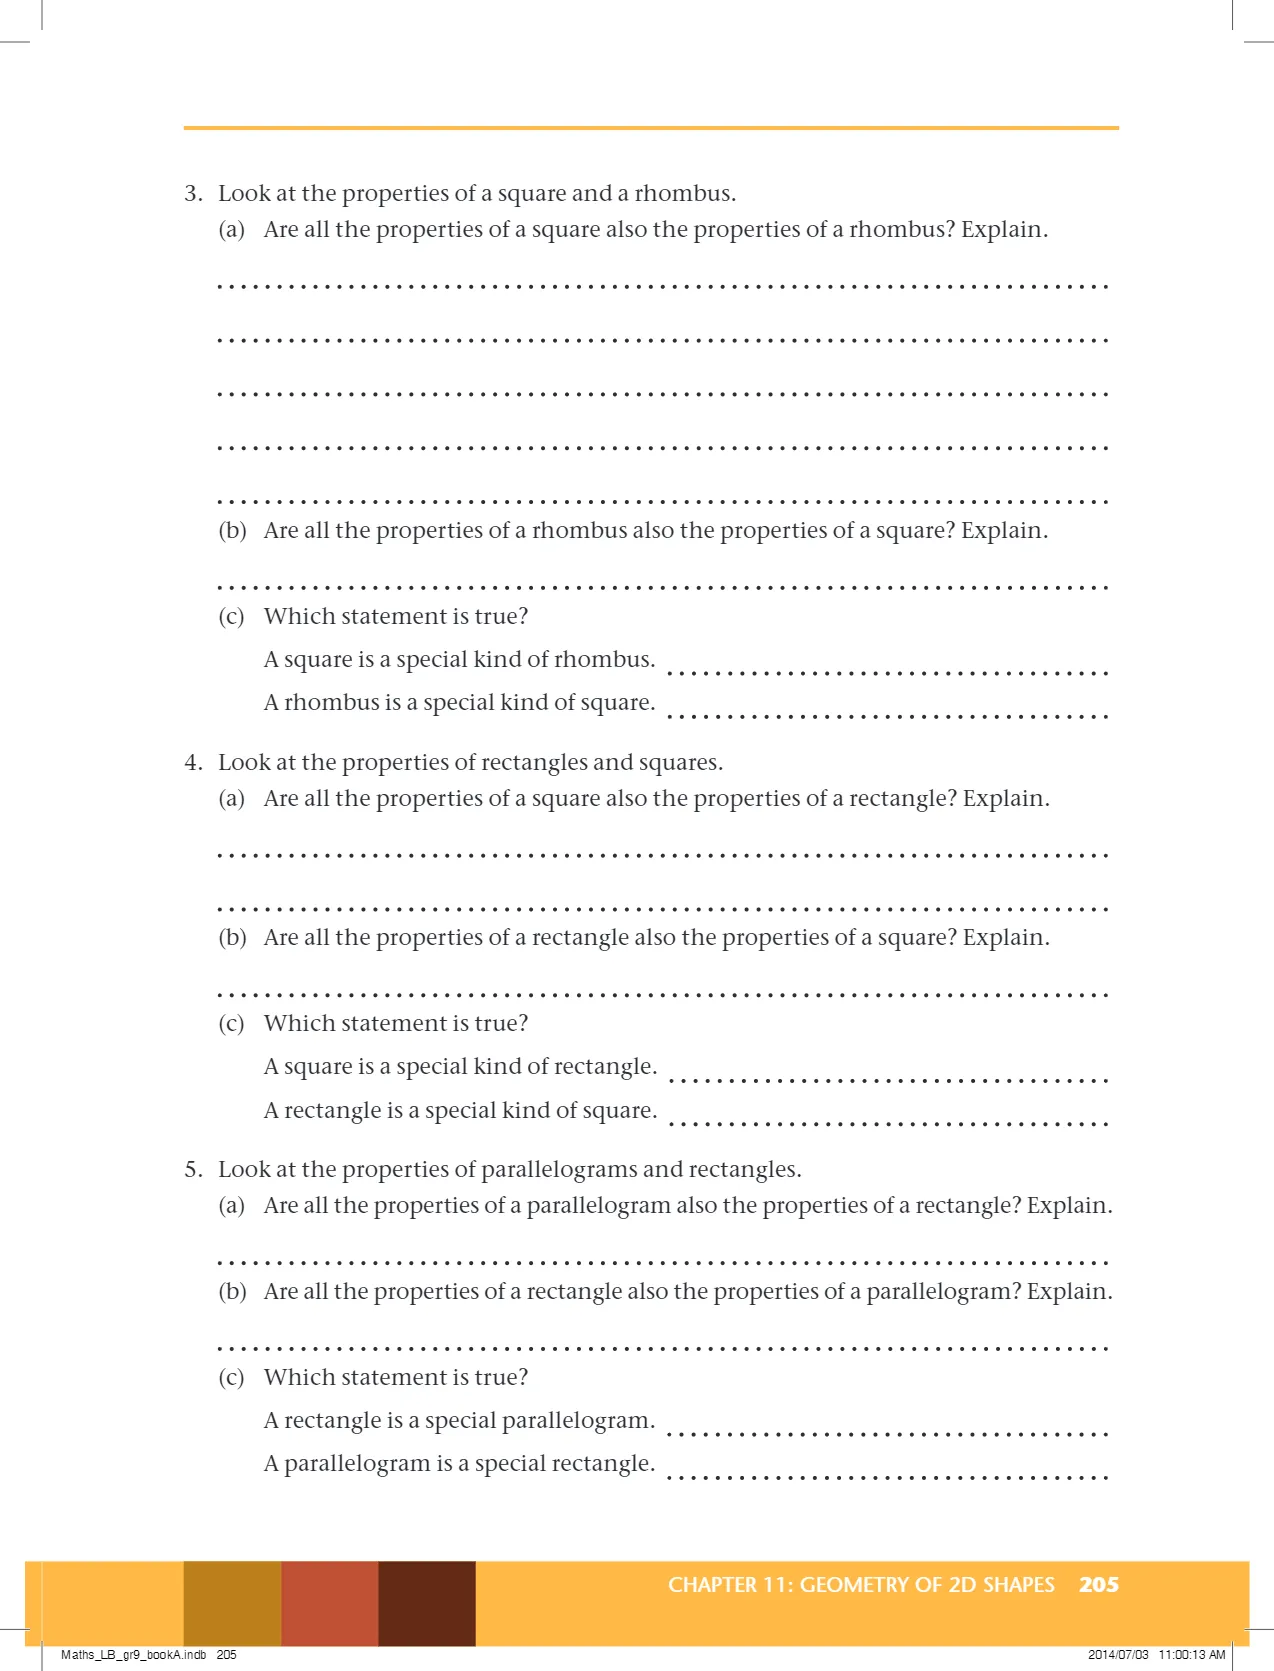 3. Look at the properties of a square and a rhombus.
(a) Are all the properties of a square also the properties of a rhombus? Explain.
(b) Are all the properties of a rhombus also the properties of a square? Explain.
(c) Which statement is true?
A square is a special kind of rhombus.
A rhombus is a special kind of square.
4. Look at the properties of rectangles and squares.
(a) Are all the properties of a square also the properties of a rectangle? Explain.
(b) Are all the properties of a rectangle also the properties of a square? Explain.
(c) Which statement is true?
A square is a special kind of rectangle.
A rectangle is a special kind of square.
5. Look at the properties of parallelograms and rectangles.
(a) Are all the properties of a parallelogram also the properties of a rectangle? Explain.
(b) Are all the properties of a rectangle also the properties of a parallelogram? Explain.
(c) Which statement is true?
A rectangle is a special parallelogram.
A parallelogram is a special rectangle.
CHAPTER 11: GEOMETRY OF 2D SHAPES 205
Maths_LB_gr9_bookA.indb 205 2014/07/03 11:00:13 AM